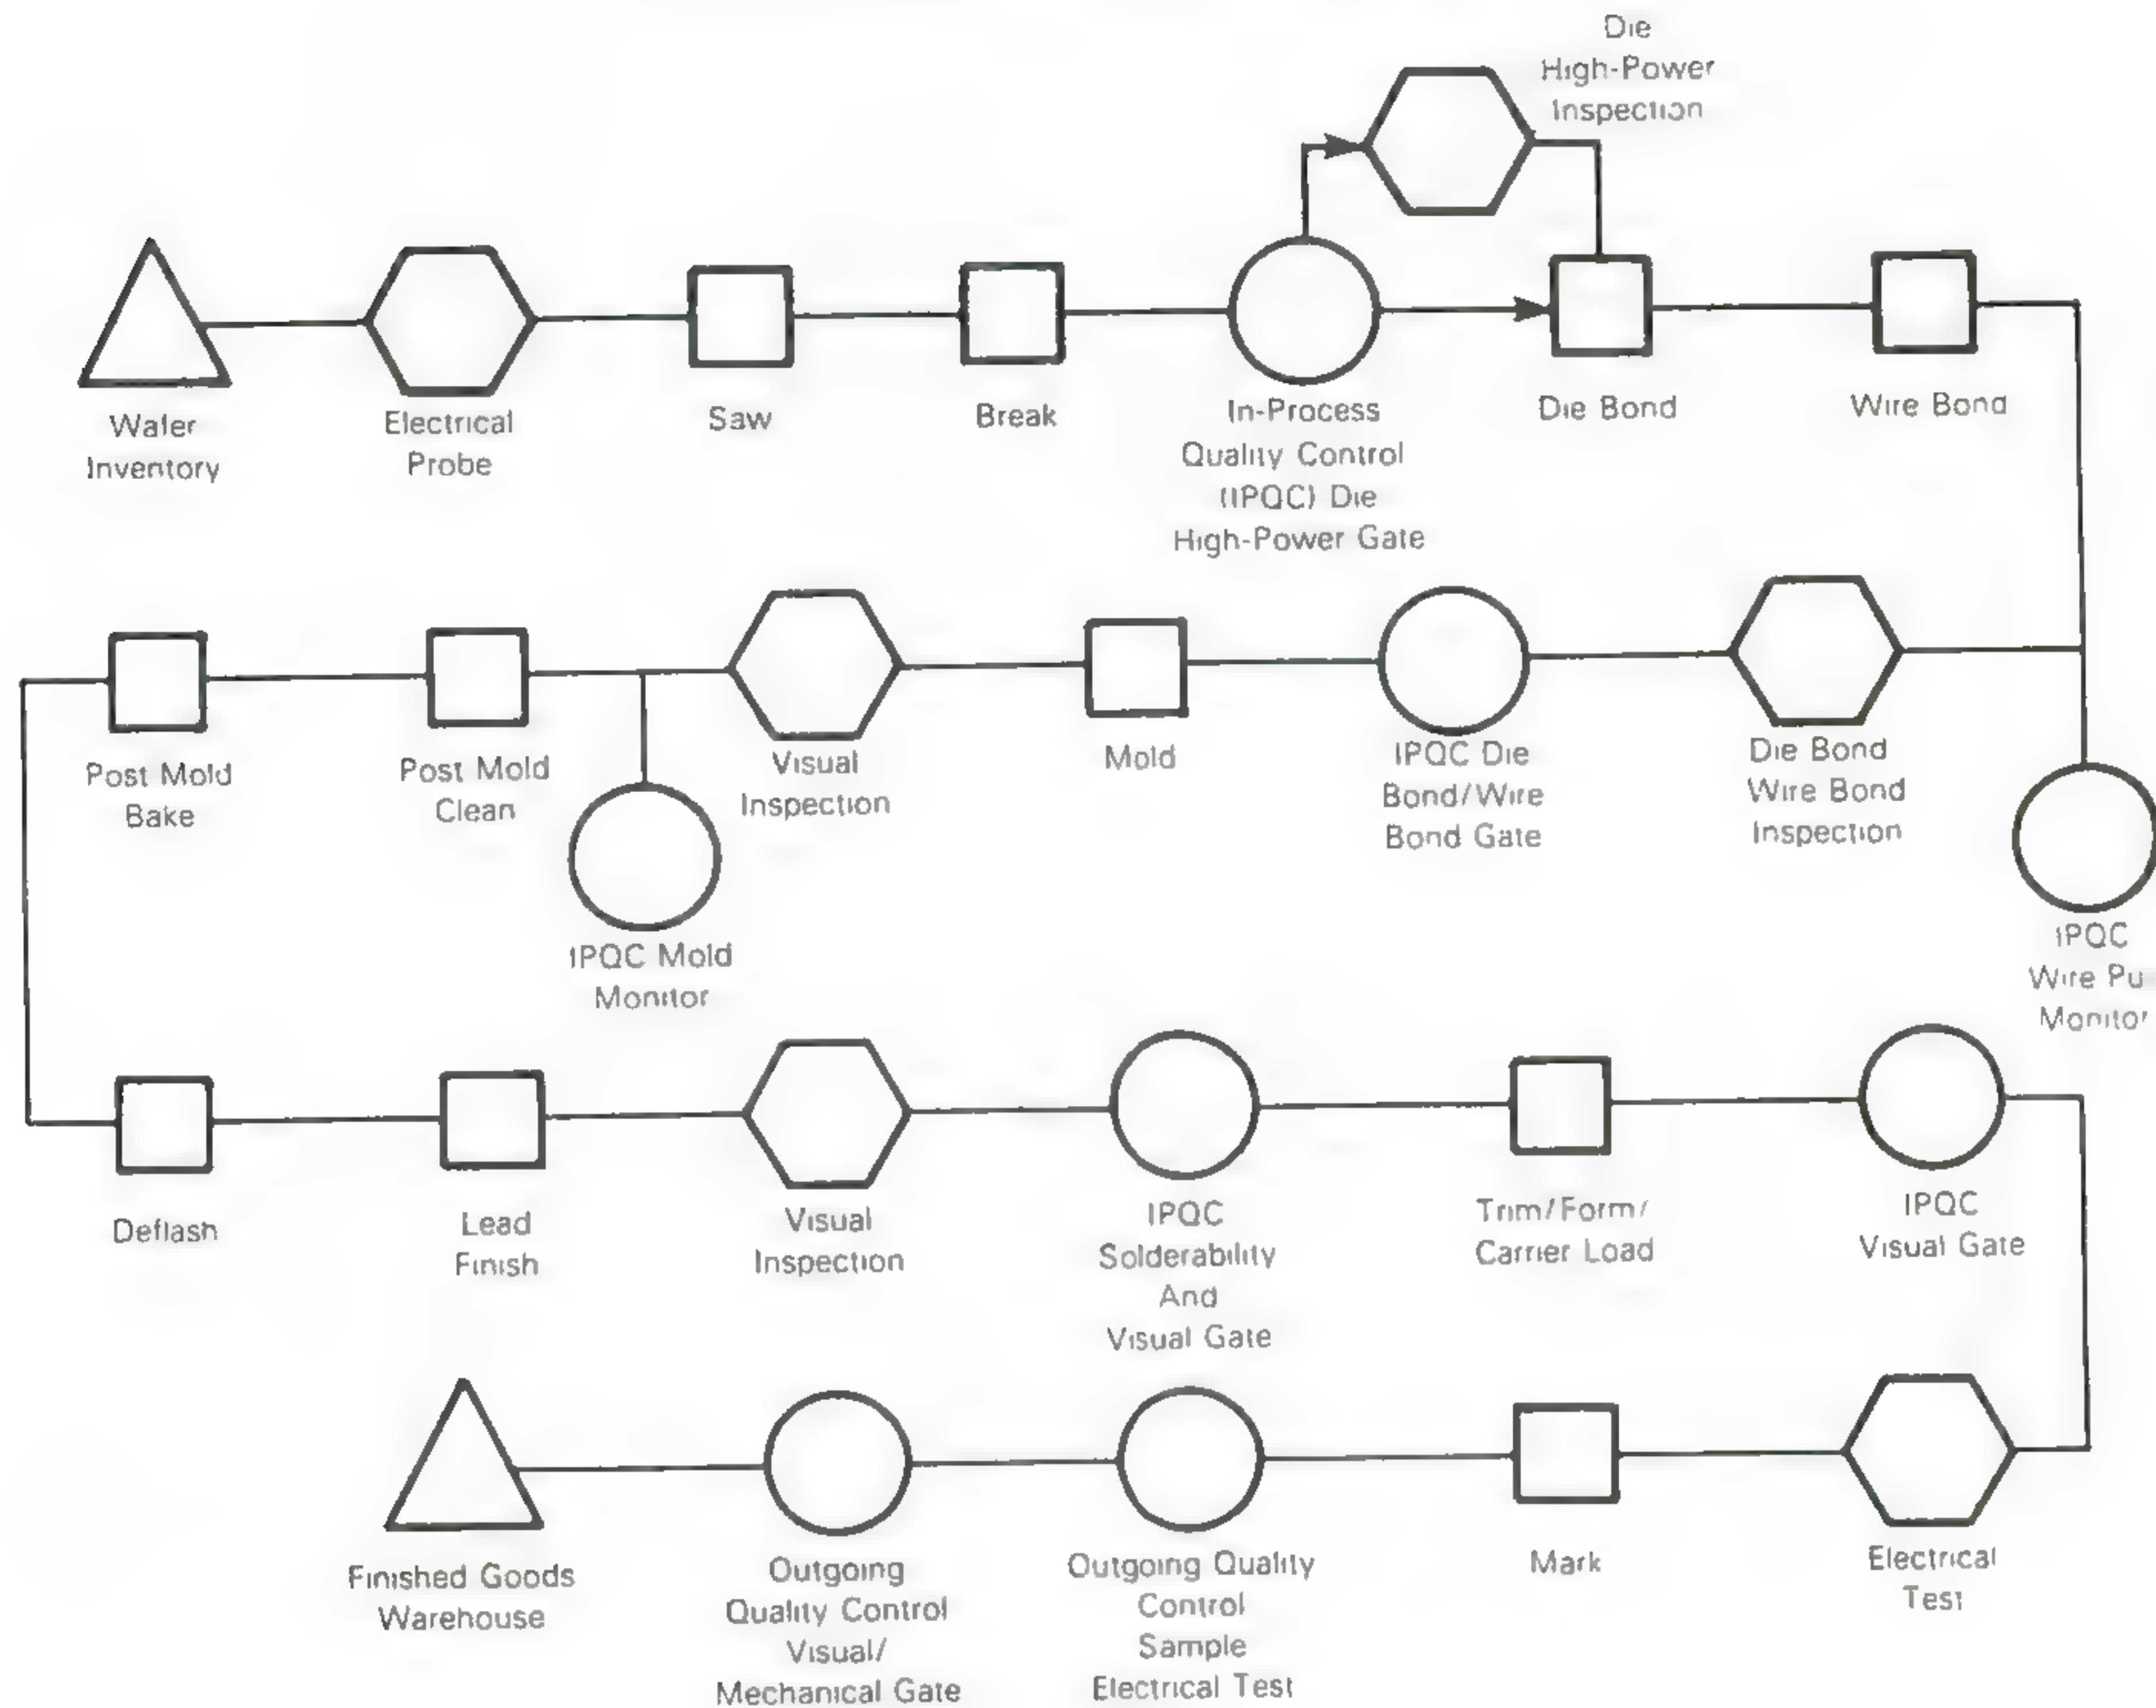 Die
High-Power
Inspection
Wafer
Inventory
Electrical
Probe
Saw
Break
In-Process
Quality Control
(IPQC) Die
High-Power Gate
Die Bond
Wire Bond
Post Mold
Bake
Post Mold
Clean
IPQC Mold
Monitor
Visual
Inspection
Mold
IPQC Die
Bond/Wire
Bond Gate
Die Bond
Wire Bond
Inspection
IPQC
Wire Pu
Monitor
Deflash
Lead
Finish
Visual
Inspection
IPQC
Solderability
And
Visual Gate
Trim/Form/
Carrier Load
IPQC
Visual Gate
Finished Goods
Warehouse
Outgoing
Quality Control
Visual/
Mechanical Gate
Outgoing Quality
Control
Sample
Electrical Test
Mark
Electrical
Test